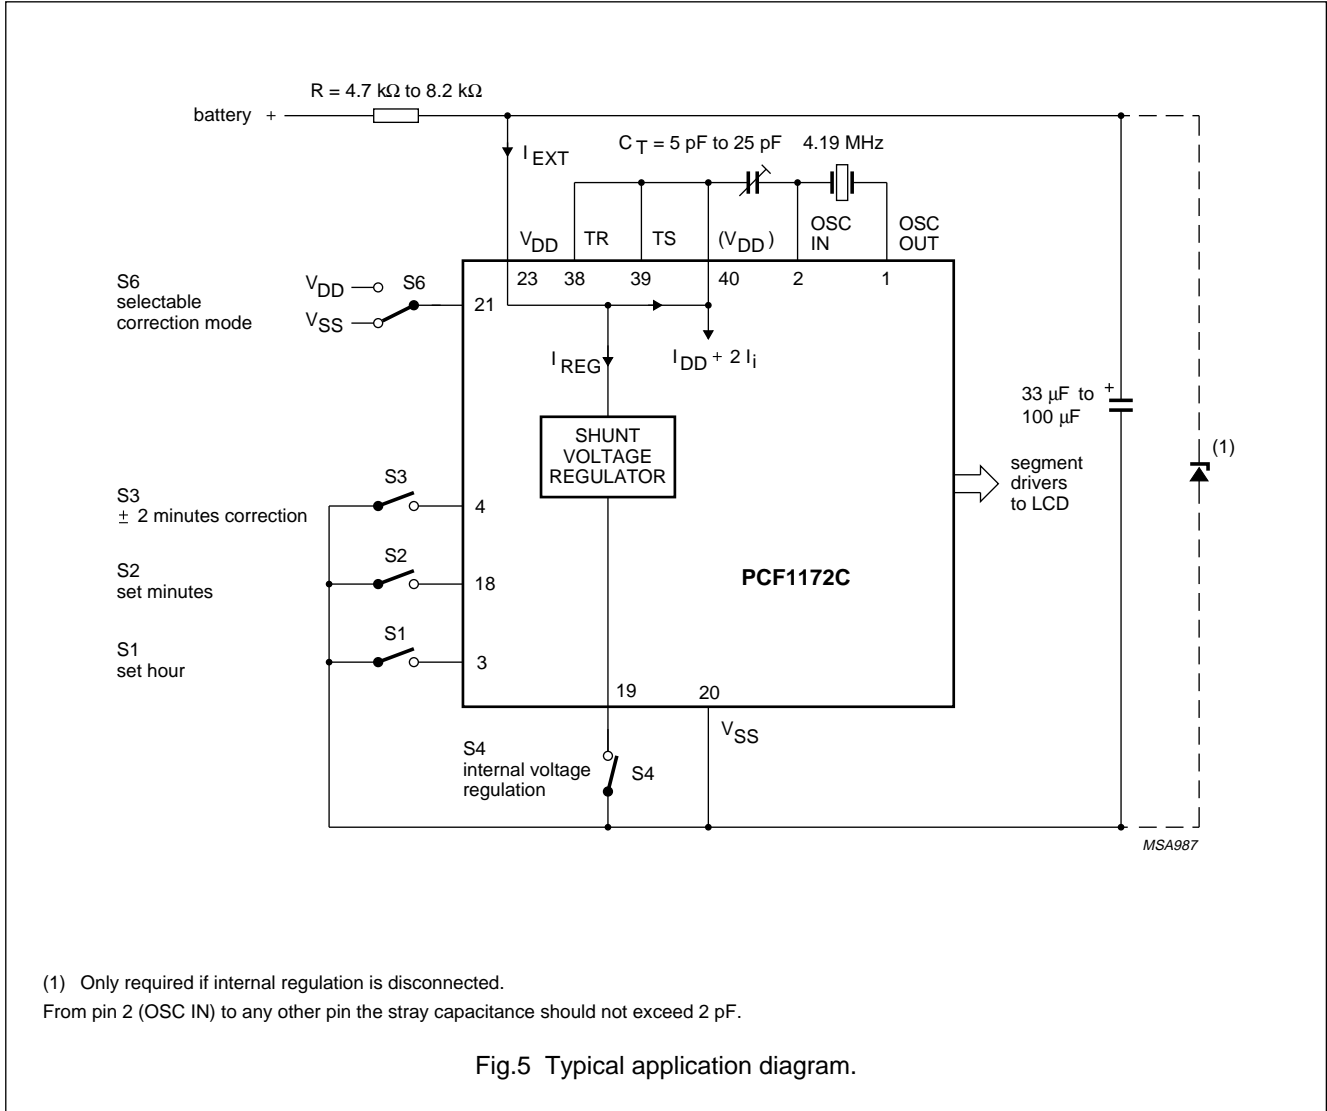 R = 4.7 kΩ to 8.2 kΩ
battery +
I EXT
C T = 5 pF to 25 pF
4.19 MHz
V DD
TR
TS
(V DD )
OSC
IN
OSC
OUT
23
38
39
40
2
1
S6
selectable
correction mode
V DD
V SS
S6
21
I REG
I DD + 2 I i
SHUNT
VOLTAGE
REGULATOR
33 μF to
100 μF
+
(1)
segment
drivers
to LCD
S3
± 2 minutes correction
S3
4
S2
set minutes
S2
18
PCF1172C
S1
set hour
S1
3
19
20
V SS
S4
internal voltage
regulation
S4
MSA987
(1) Only required if internal regulation is disconnected.
From pin 2 (OSC IN) to any other pin the stray capacitance should not exceed 2 pF.
Fig.5 Typical application diagram.